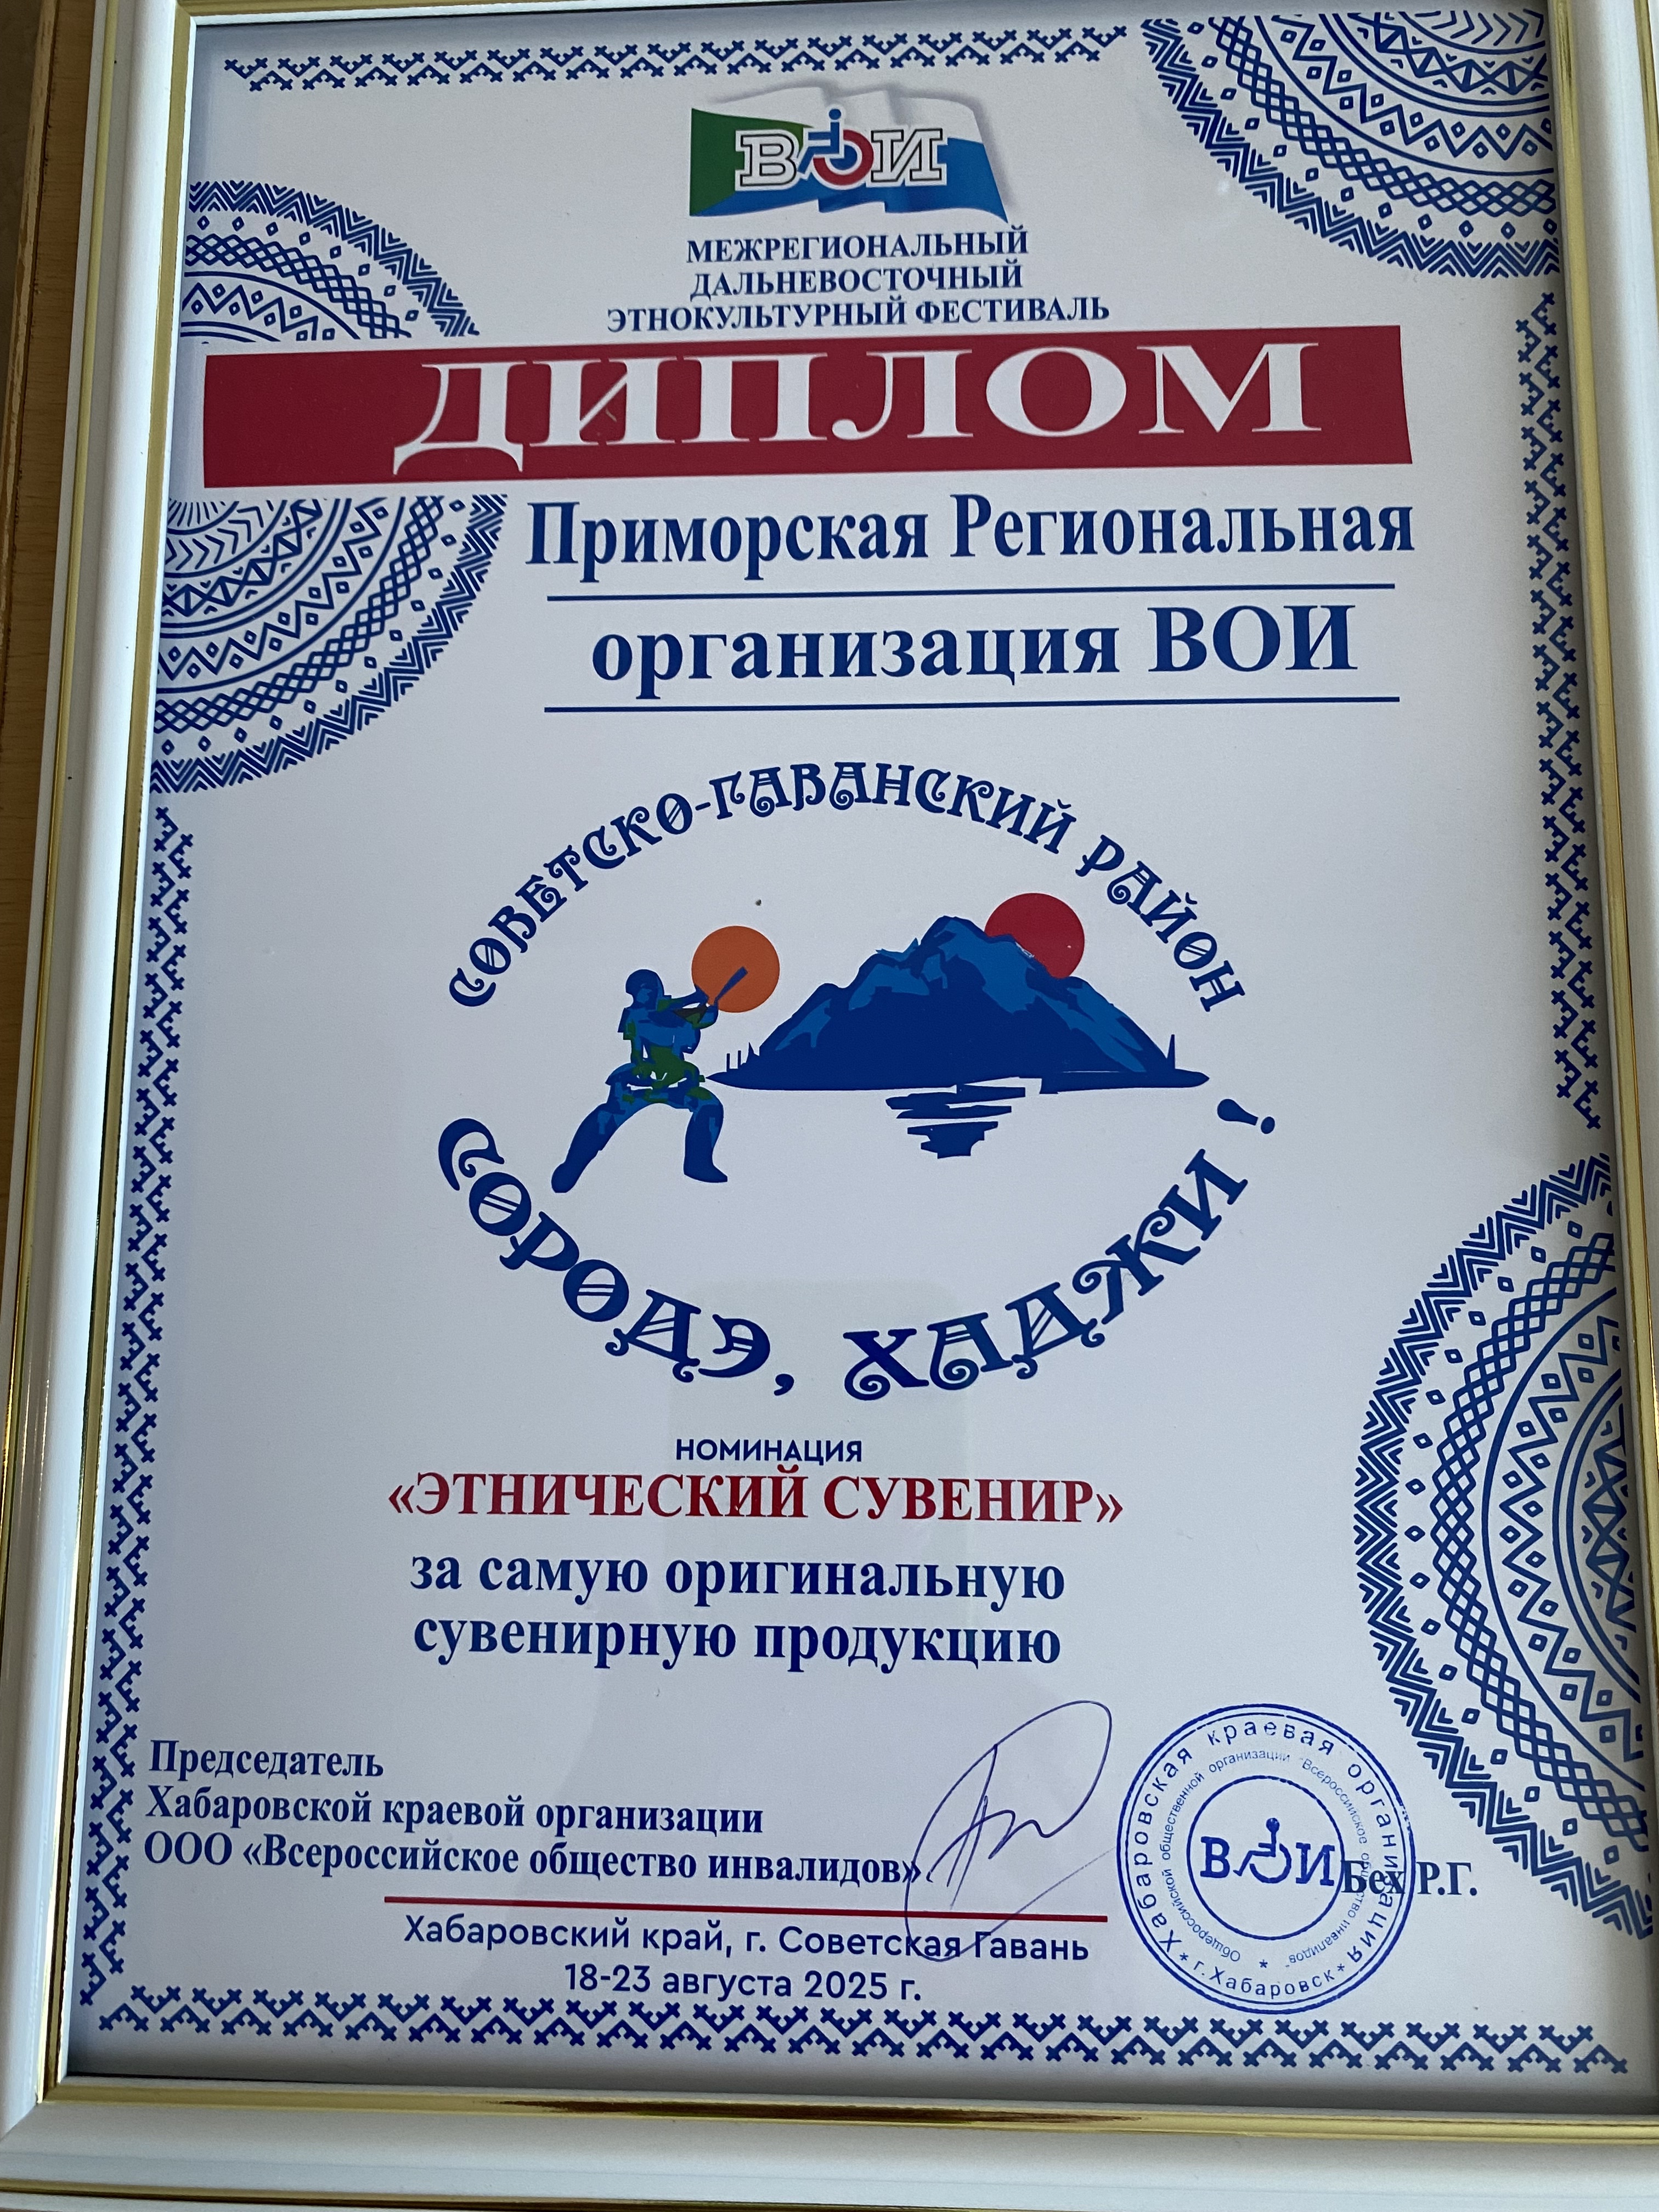 ВОИ
МЕЖРЕГИОНАЛЬНЫЙ
ДАЛЬНЕВОСТОЧНЫЙ
ЭТНОКУЛЬТУРНЫЙ ФЕСТИВАЛЬ
ДИПЛОМ
Приморская Региональная
организация ВОИ
СОВЕТСКО-ГАВАНСКИЙ РАЙОН
СОРОДЭ, ХАДЖИ!
НОМИНАЦИЯ
«ЭТНИЧЕСКИЙ СУВЕНИР»
за самую оригинальную
сувенирную продукцию
Председатель
Хабаровской краевой организации
ООО «Всероссийское общество инвалидов»
Бех Р.Г.
Хабаровская краевая организация
* г. Хабаровск *
Общероссийской общественной организации "Всероссийское общество инвалидов" *
ВОИ
Хабаровский край, г. Советская Гавань
18-23 августа 2025 г.